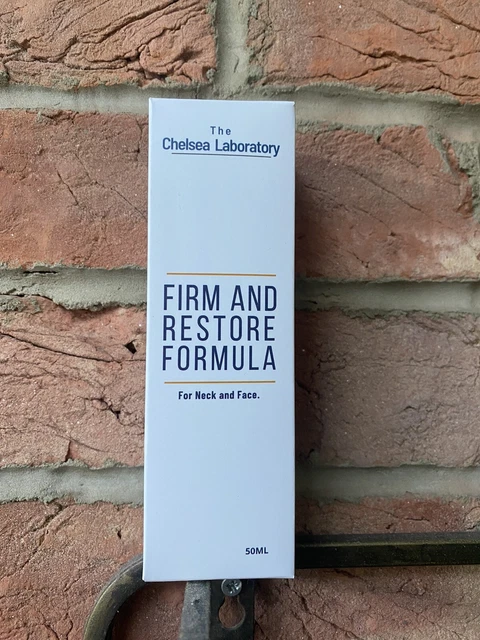 The
Chelsea Laboratory
FIRM AND
RESTORE
FORMULA
For Neck and Face.
50ML